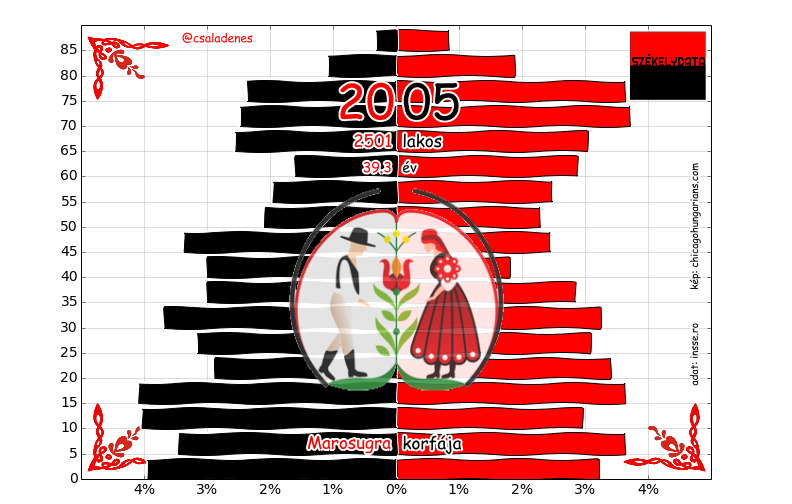 @csaladenes
SZÉKELYDATA
2005
2501 lakos
39.3 év
kép: chicagohungarians.com
adat: insse.ro
Marosugra korfája
85
80
75
70
65
60
55
50
45
40
35
30
25
20
15
10
5
0
4% 3% 2% 1% 0% 1% 2% 3% 4%